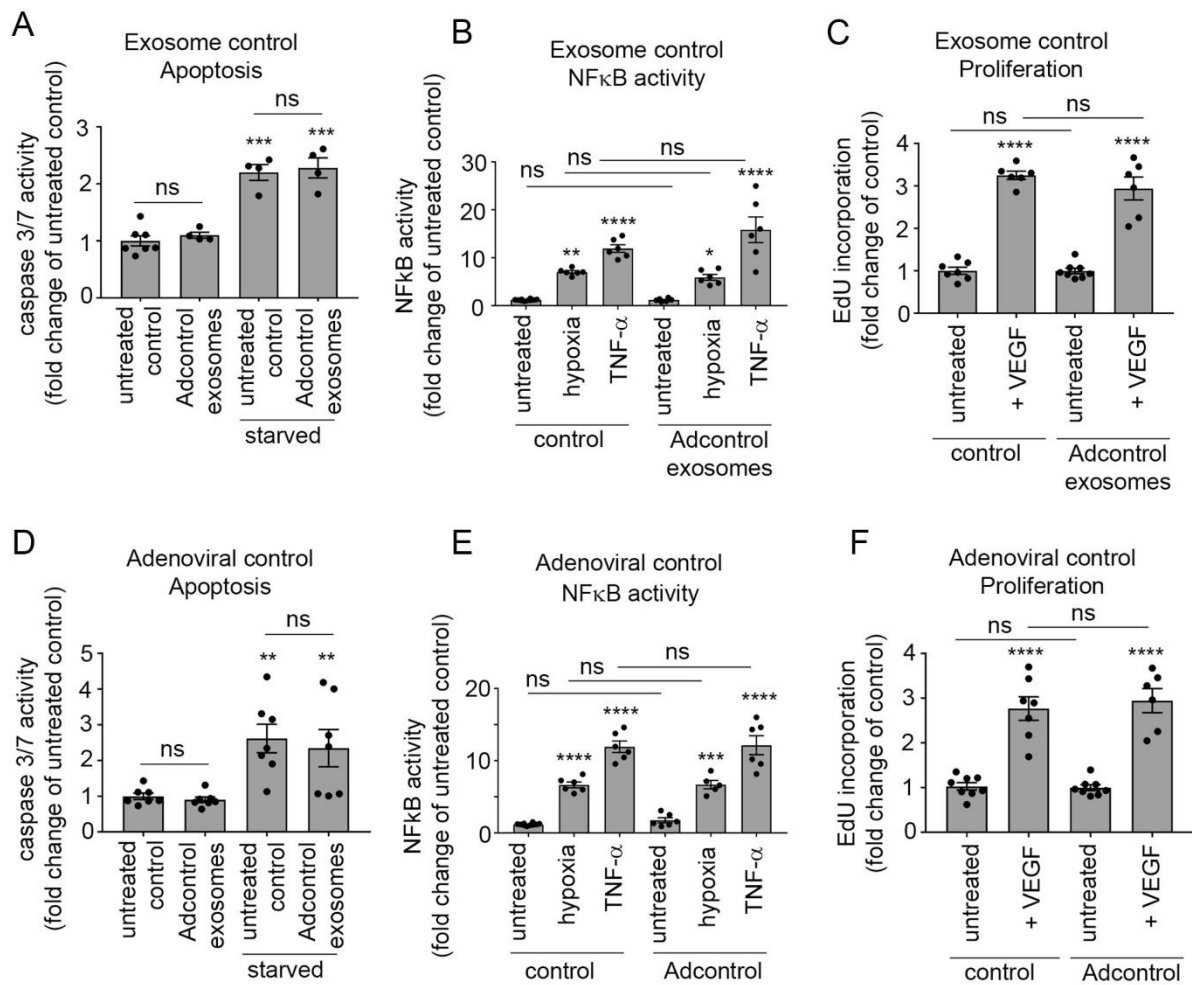 A
Exosome control
Apoptosis
caspase 3/7 activity
(fold change of untreated control)
3
2
1
0
ns
***
ns
***
untreated
control
Adcontrol
exosomes
untreated
control
Adcontrol
exosomes
starved
B
Exosome control
NFκB activity
NFkB activity
(fold change of untreated control)
30
20
10
0
ns
ns
ns
**
****
*
****
untreated
hypoxia
TNF-α
untreated
hypoxia
TNF-α
control
Adcontrol
exosomes
C
Exosome control
Proliferation
EdU incorporation
(fold change of control)
4
3
2
1
0
ns
ns
****
****
untreated
+ VEGF
untreated
+ VEGF
control
Adcontrol
exosomes
D
Adenoviral control
Apoptosis
caspase 3/7 activity
(fold change of untreated control)
5
4
3
2
1
0
ns
**
ns
**
untreated
control
Adcontrol
exosomes
untreated
control
Adcontrol
exosomes
starved
E
Adenoviral control
NFκB activity
NFkB activity
(fold change of untreated control)
20
10
0
ns
ns
ns
****
****
***
****
untreated
hypoxia
TNF-α
untreated
hypoxia
TNF-α
control
Adcontrol
F
Adenoviral control
Proliferation
EdU incorporation
(fold change of control)
4
3
2
1
0
ns
ns
****
****
untreated
+ VEGF
untreated
+ VEGF
control
Adcontrol